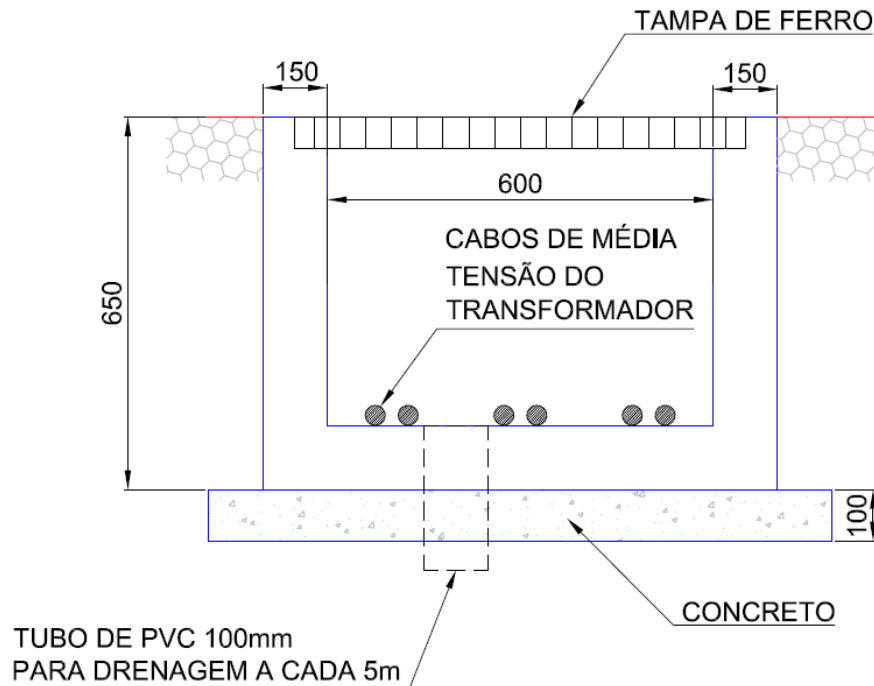 TAMPA DE FERRO
150
150
600
CABOS DE MÉDIA
TENSÃO DO
TRANSFORMADOR
650
100
CONCRETO
TUBO DE PVC 100mm
PARA DRENAGEM A CADA 5m